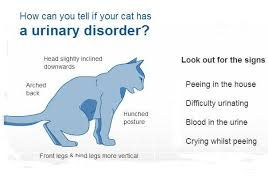 How can you tell if your cat has
a urinary disorder?
Head slightly inclined
downwards
Look out for the signs
Arched
back
Peeing in the house
Difficulty urinating
Hunched
posture
Blood in the urine
Crying whilst peeing
Front legs & hind legs more vertical